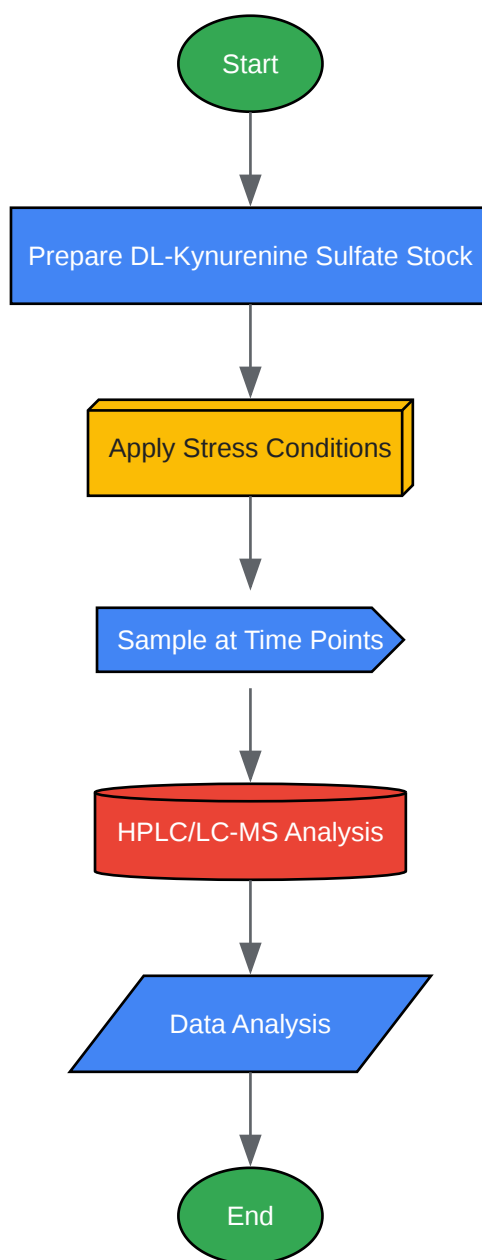 Start
Prepare DL-Kynurenine Sulfate Stock
Apply Stress Conditions
Sample at Time Points
HPLC/LC-MS Analysis
Data Analysis
End